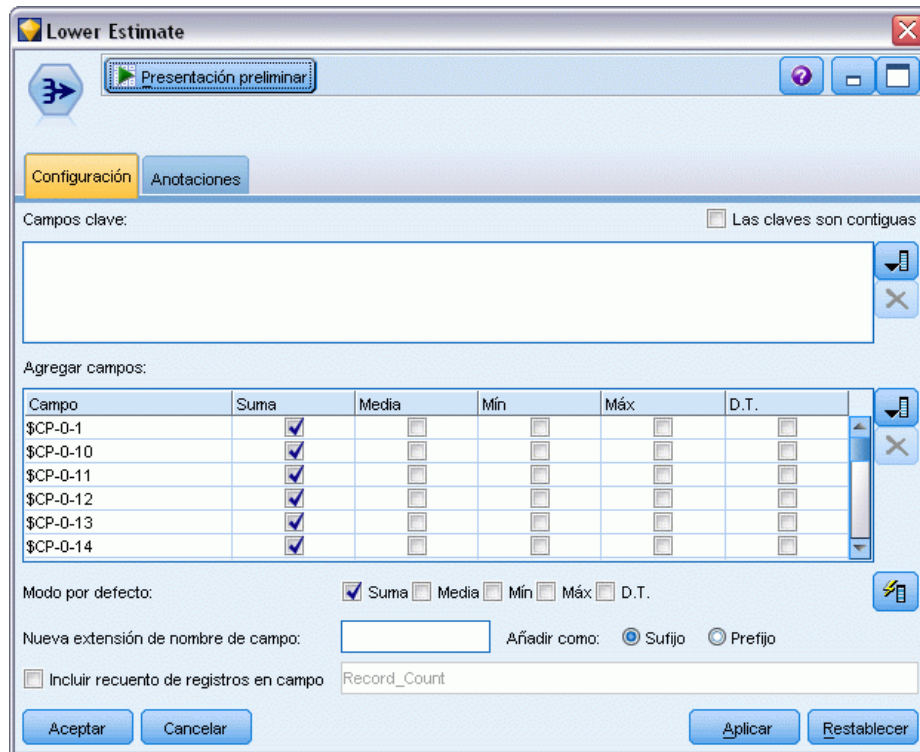 Lower Estimate
Presentación preliminar
Configuración Anotaciones
Campos clave: Las claves son contiguas
Agregar campos:
Campo Suma Media Mín Máx D.T.
$CP-0-1
$CP-0-10
$CP-0-11
$CP-0-12
$CP-0-13
$CP-0-14
Modo por defecto: Suma Media Mín Máx D.T.
Nueva extensión de nombre de campo: Añadir como: Sufijo Prefijo
Incluir recuento de registros en campo Record_Count
Aceptar Cancelar Aplicar Restablecer